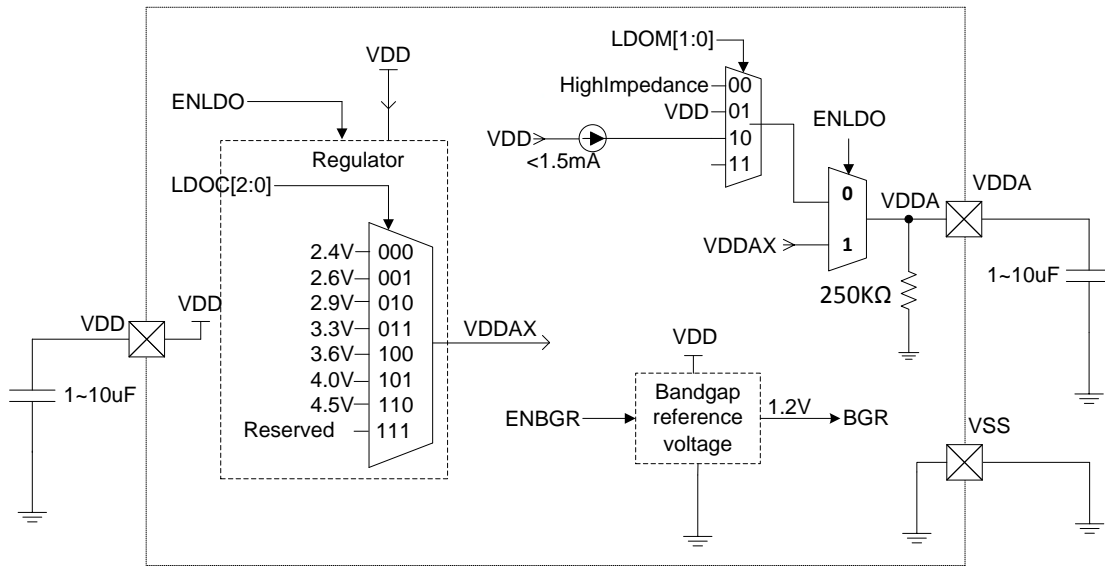 LDOM[1:0]
VDD
HighImpedance 00
ENLDO
VDD 01
ENLDO
VDD 10
<1.5mA
11
Regulator
LDOC[2:0]
0
VDDA
VDDA
VDDAX 1
2.4V 000
2.6V 001
2.9V 010
3.3V 011
3.6V 100
4.0V 101
4.5V 110
Reserved 111
VDDAX
250KΩ
1~10uF
VDD
VDD
1~10uF
VDD
Bandgap
reference
voltage
ENBGR
1.2V
BGR
VSS